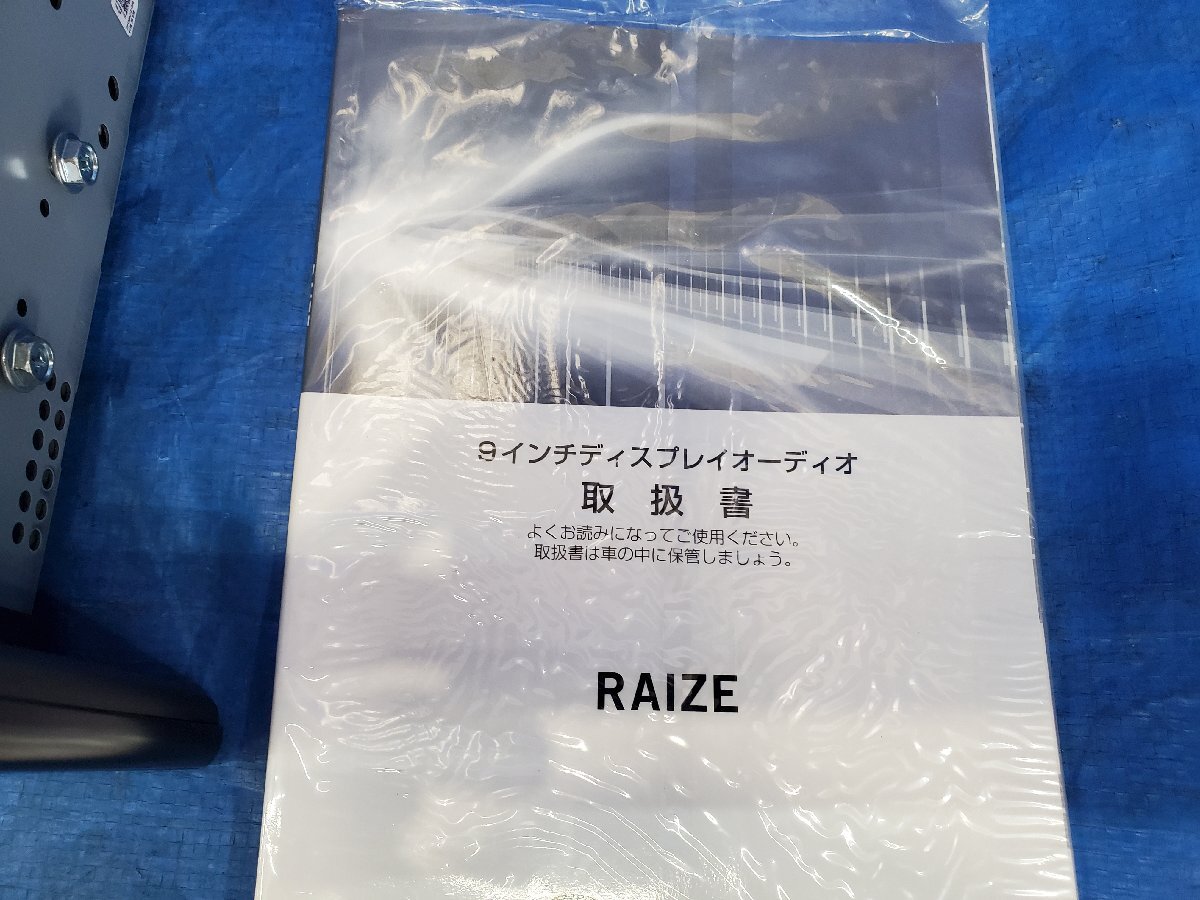 9インチディスプレイオーディオ
取扱書
よくお読みになってご使用ください。
取扱書は車の中に保管しましょう。
RAIZE